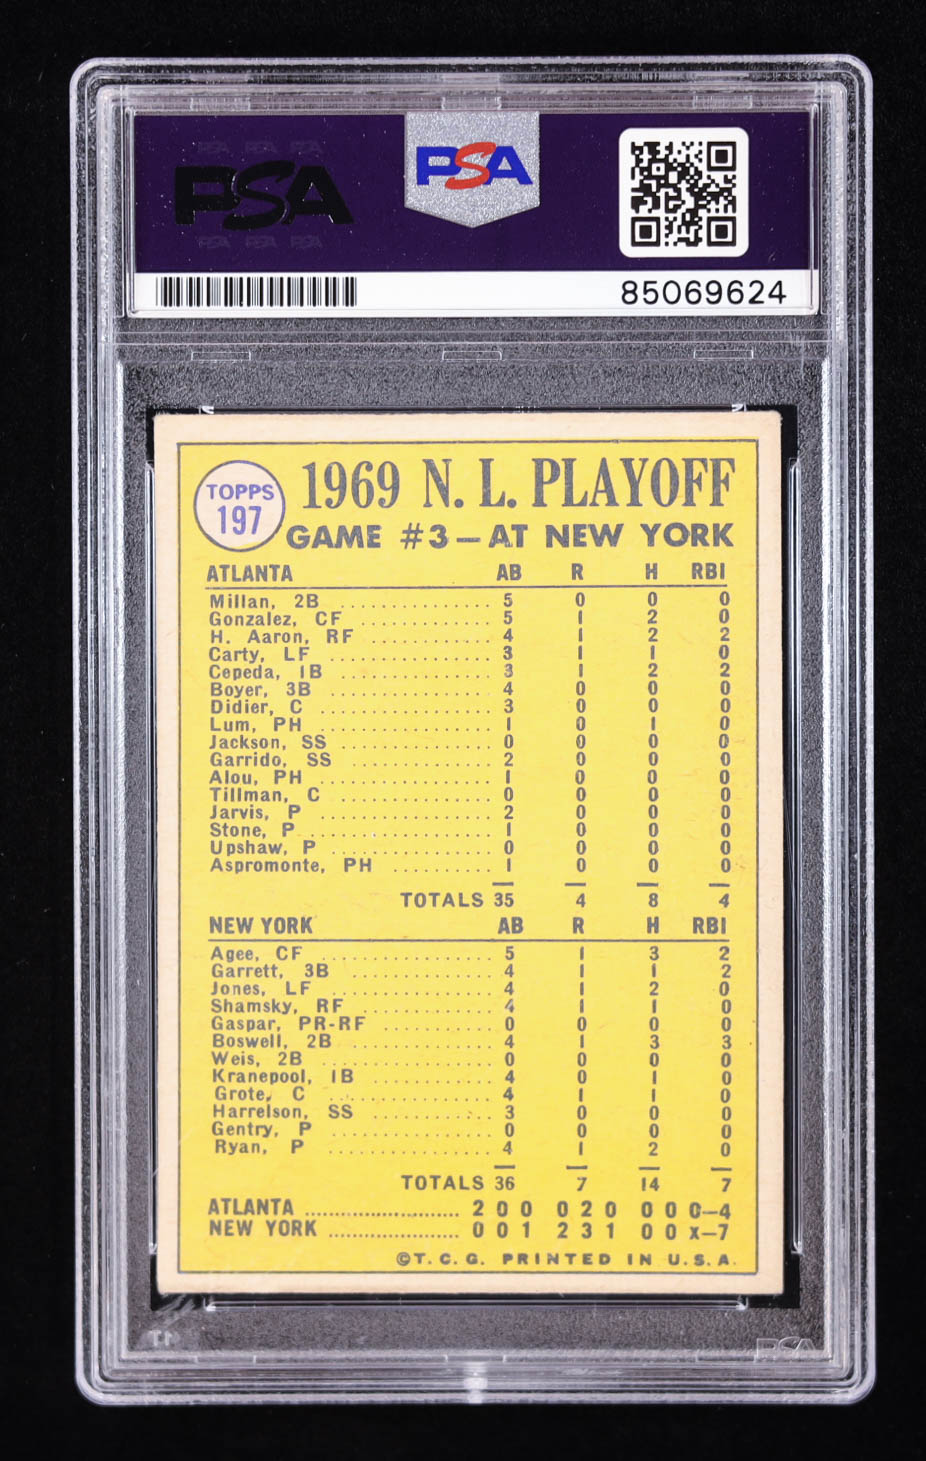 PSA
PSA
85069624
TOPPS
197
1969 N. L. PLAYOFF
GAME #3 — AT NEW YORK
ATLANTA AB R H RBI
Millan, 2B 5 0 0 0
Gonzalez, CF 5 1 2 0
H. Aaron, RF 4 1 2 2
Carty, LF 3 1 1 0
Cepeda, 1B 3 1 2 2
Boyer, 3B 4 0 0 0
Didier, C 3 0 0 0
Lum, PH 1 0 1 0
Jackson, SS 0 0 0 0
Garrido, SS 2 0 0 0
Alou, PH 1 0 0 0
Tillman, C 0 0 0 0
Jarvis, P 2 0 0 0
Stone, P 1 0 0 0
Upshaw, P 0 0 0 0
Aspromonte, PH 1 0 0 0
TOTALS 35 4 8 4
NEW YORK AB R H RBI
Agee, CF 5 1 3 2
Garrett, 3B 4 1 1 2
Jones, LF 4 1 2 0
Shamsky, RF 4 1 1 0
Gaspar, PR-RF 0 0 0 0
Boswell, 2B 4 1 3 3
Weis, 2B 0 0 0 0
Kranepool, 1B 4 0 1 0
Grote, C 4 1 1 0
Harrelson, SS 3 0 0 0
Gentry, P 0 0 0 0
Ryan, P 4 1 2 0
TOTALS 36 7 14 7
ATLANTA 2 0 0 0 2 0 0 0 0—4
NEW YORK 0 0 1 2 3 1 0 0 x—7
©T. C. G. PRINTED IN U. S. A.
PSA